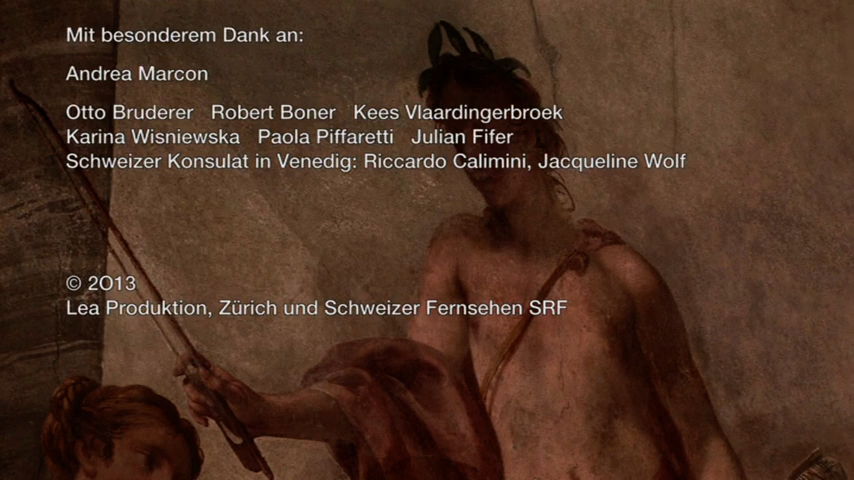 Mit besonderem Dank an:
Andrea Marcon
Otto Bruderer Robert Boner Kees Vlaardingerbroek
Karina Wisniewska Paola Piffaretti Julian Fifer
Schweizer Konsulat in Venedig: Riccardo Calimini, Jacqueline Wolf
© 2013
Lea Produktion, Zürich und Schweizer Fernsehen SRF